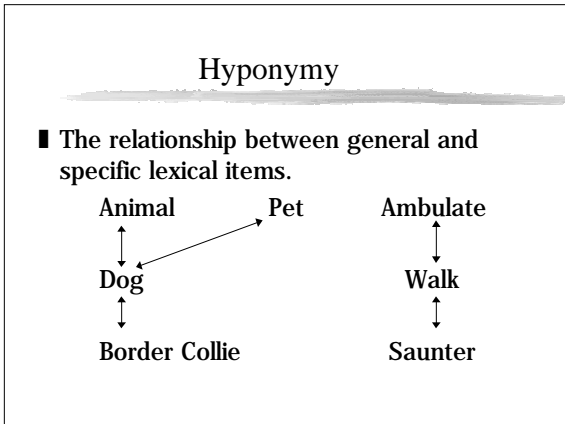 Hyponymy
The relationship between general and
specific lexical items.
Animal Pet Ambulate
Dog Walk
Border Collie Saunter